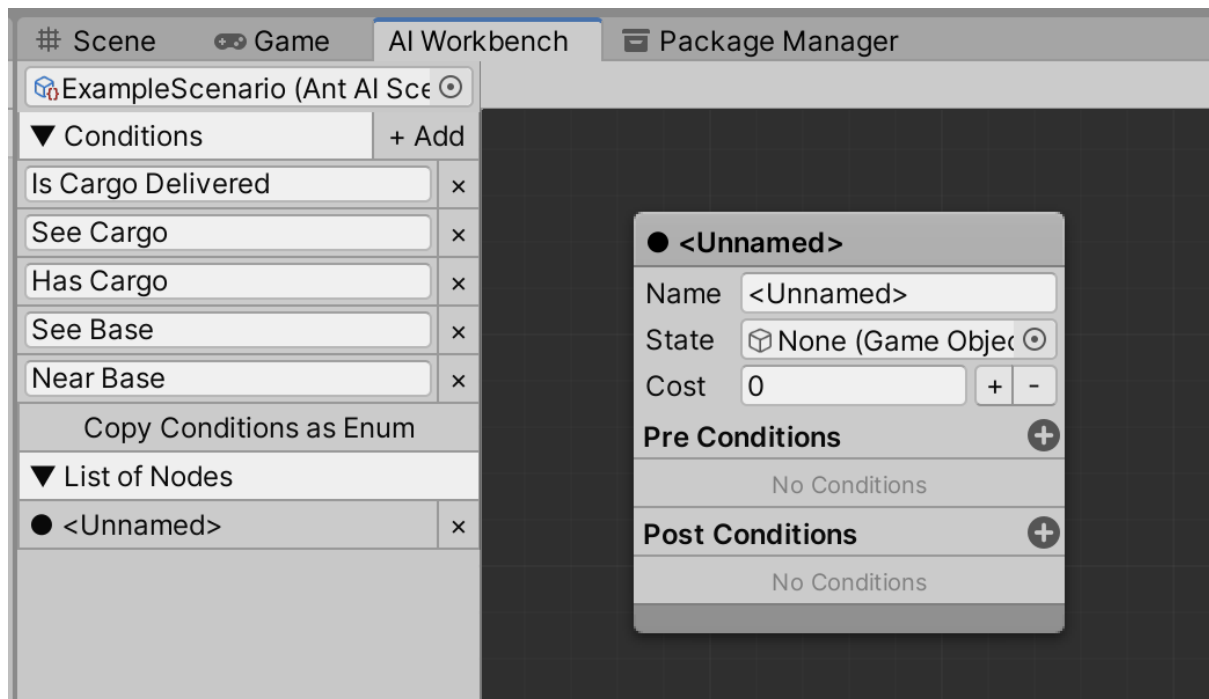 Scene Game AI Workbench Package Manager
ExampleScenario (Ant AI Sce
▼ Conditions + Add
Is Cargo Delivered ×
See Cargo ×
Has Cargo ×
See Base ×
Near Base ×
Copy Conditions as Enum
▼ List of Nodes
● <Unnamed> ×
● <Unnamed>
Name <Unnamed>
State None (Game Objec
Cost 0 + -
Pre Conditions
No Conditions
Post Conditions
No Conditions